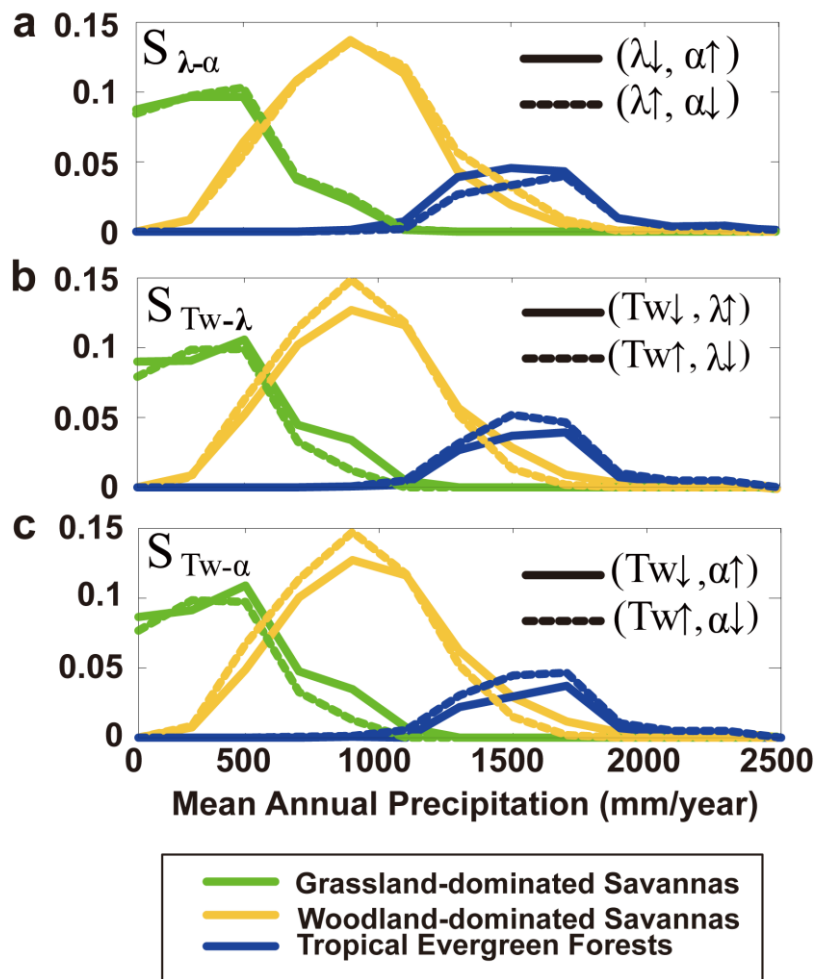 a
0.15
0.1
0.05
0
S λ-α
(λ↓, α↑)
(λ↑, α↓)
b
0.15
0.1
0.05
0
S Tw-λ
(Tw↓, λ↑)
(Tw↑, λ↓)
c
0.15
0.1
0.05
0
S Tw-α
(Tw↓,α↑)
(Tw↑,α↓)
0 500 1000 1500 2000 2500
Mean Annual Precipitation (mm/year)
Grassland-dominated Savannas
Woodland-dominated Savannas
Tropical Evergreen Forests